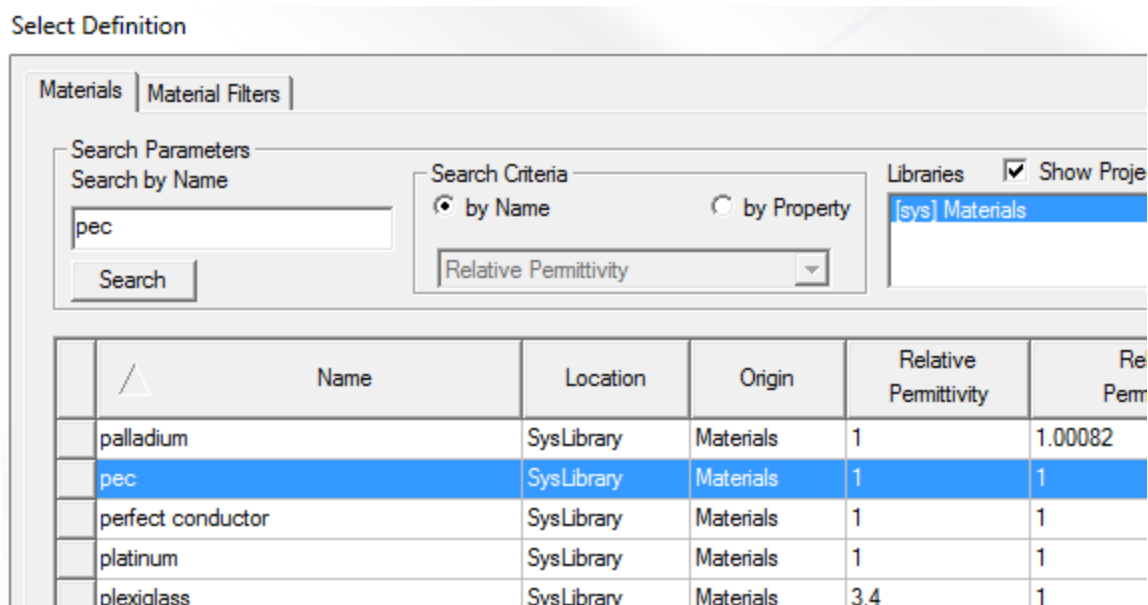 Select Definition
Materials Material Filters
Search Parameters
Search by Name
pec
Search
Search Criteria
by Name by Property
Relative Permittivity
Libraries Show Proje
[sys] Materials
Name Location Origin Relative Permittivity Re Perm
palladium SysLibrary Materials 1 1.00082
pec SysLibrary Materials 1 1
perfect conductor SysLibrary Materials 1 1
platinum SysLibrary Materials 1 1
plexiglass SysLibrary Materials 3.4 1